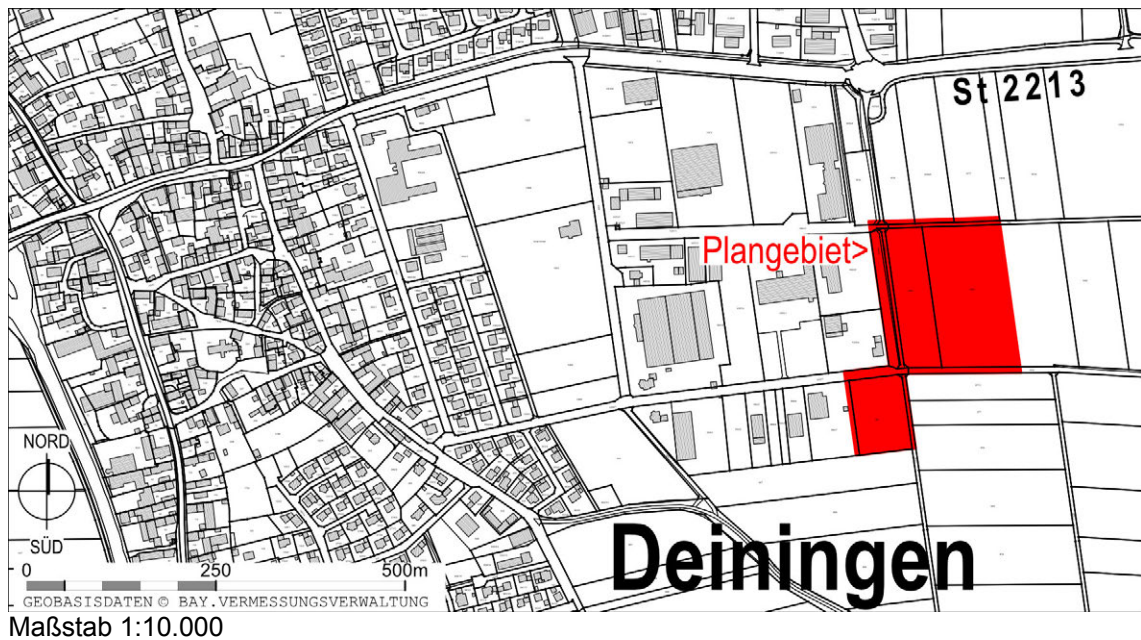 St 2213
Plangebiet>
NORD
SÜD
Deiningen
0 250 500m
GEOBASISDATEN © BAY.VERMESSUNGSVERWALTUNG
Maßstab 1:10.000